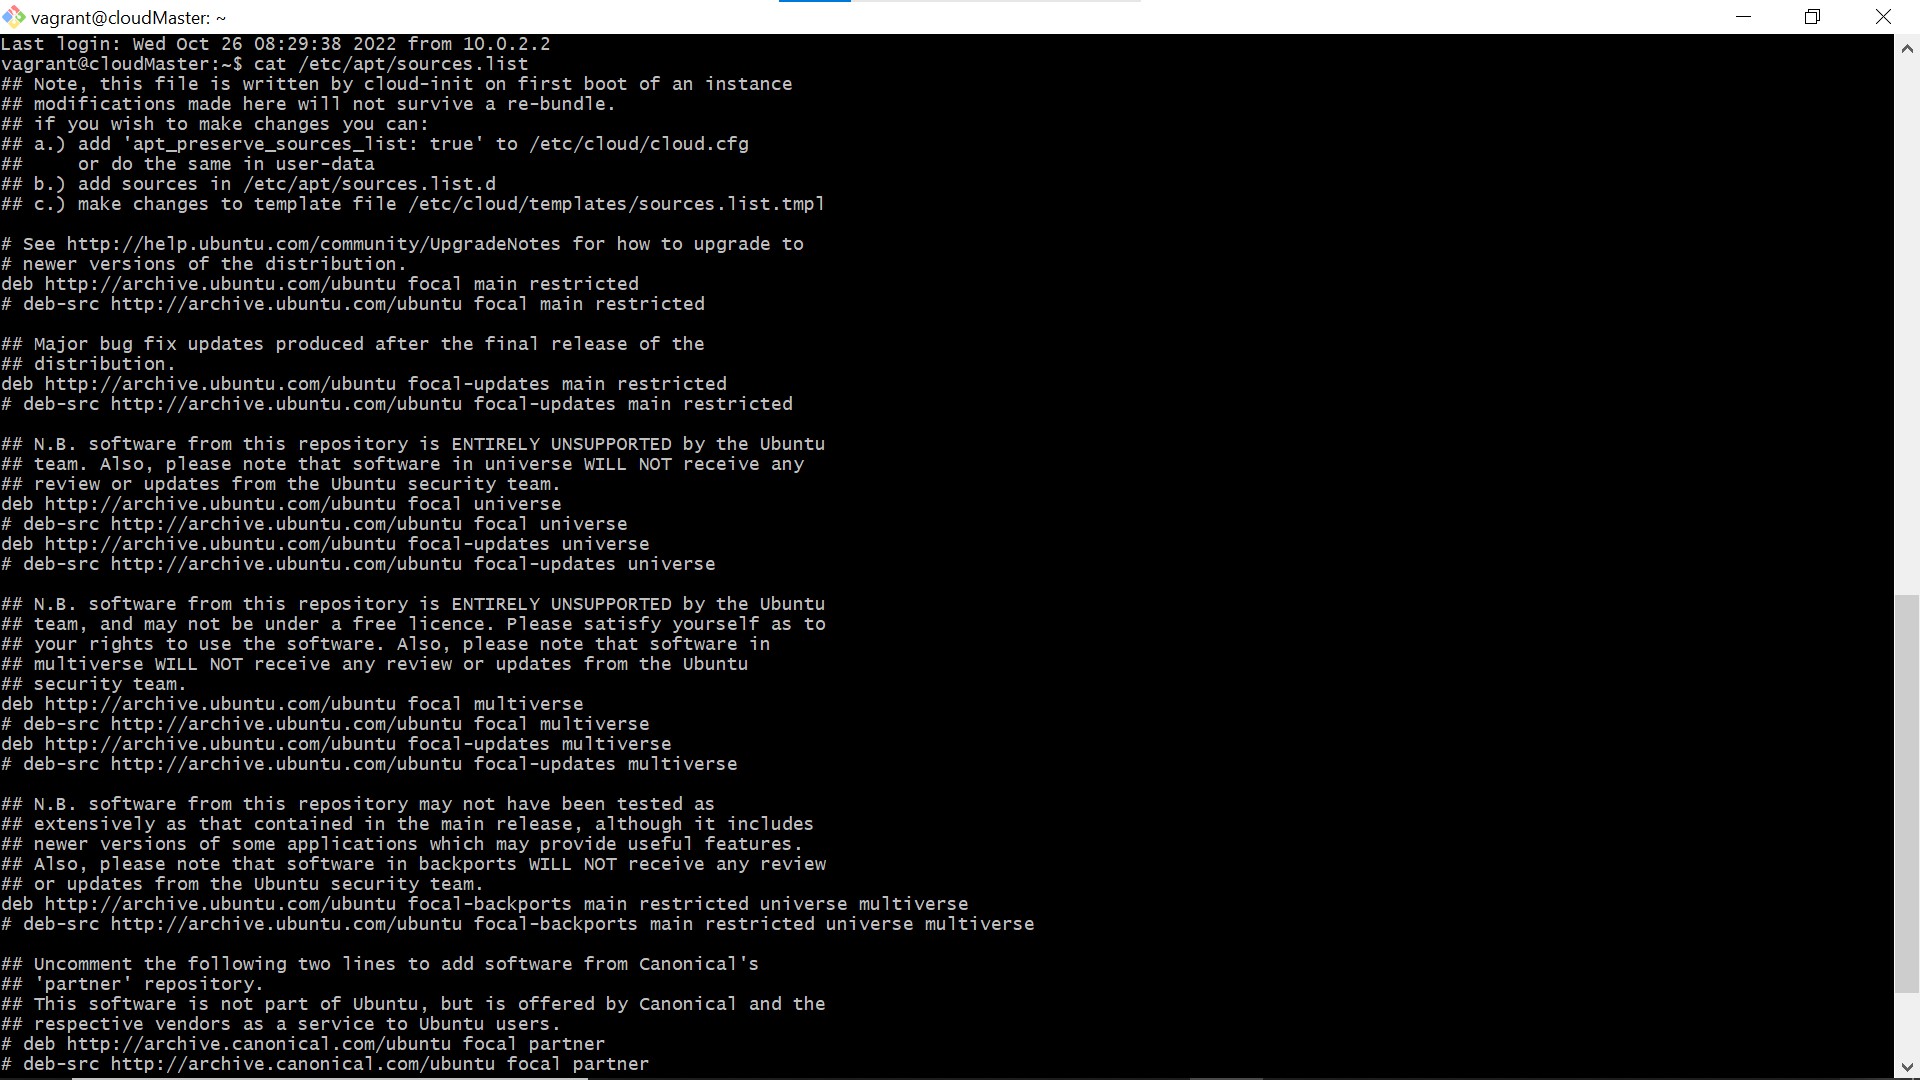 vagrant@cloudMaster: ~
Last login: Wed Oct 26 08:29:38 2022 from 10.0.2.2
vagrant@cloudMaster:~$ cat /etc/apt/sources.list
## Note, this file is written by cloud-init on first boot of an instance
## modifications made here will not survive a re-bundle.
## if you wish to make changes you can:
## a.) add 'apt_preserve_sources_list: true' to /etc/cloud/cloud.cfg
##     or do the same in user-data
## b.) add sources in /etc/apt/sources.list.d
## c.) make changes to template file /etc/cloud/templates/sources.list.tmpl

# See http://help.ubuntu.com/community/UpgradeNotes for how to upgrade to
# newer versions of the distribution.
deb http://archive.ubuntu.com/ubuntu focal main restricted
# deb-src http://archive.ubuntu.com/ubuntu focal main restricted

## Major bug fix updates produced after the final release of the
## distribution.
deb http://archive.ubuntu.com/ubuntu focal-updates main restricted
# deb-src http://archive.ubuntu.com/ubuntu focal-updates main restricted

## N.B. software from this repository is ENTIRELY UNSUPPORTED by the Ubuntu
## team. Also, please note that software in universe WILL NOT receive any
## review or updates from the Ubuntu security team.
deb http://archive.ubuntu.com/ubuntu focal universe
# deb-src http://archive.ubuntu.com/ubuntu focal universe
deb http://archive.ubuntu.com/ubuntu focal-updates universe
# deb-src http://archive.ubuntu.com/ubuntu focal-updates universe

## N.B. software from this repository is ENTIRELY UNSUPPORTED by the Ubuntu
## team, and may not be under a free licence. Please satisfy yourself as to
## your rights to use the software. Also, please note that software in
## multiverse WILL NOT receive any review or updates from the Ubuntu
## security team.
deb http://archive.ubuntu.com/ubuntu focal multiverse
# deb-src http://archive.ubuntu.com/ubuntu focal multiverse
deb http://archive.ubuntu.com/ubuntu focal-updates multiverse
# deb-src http://archive.ubuntu.com/ubuntu focal-updates multiverse

## N.B. software from this repository may not have been tested as
## extensively as that contained in the main release, although it includes
## newer versions of some applications which may provide useful features.
## Also, please note that software in backports WILL NOT receive any review
## or updates from the Ubuntu security team.
deb http://archive.ubuntu.com/ubuntu focal-backports main restricted universe multiverse
# deb-src http://archive.ubuntu.com/ubuntu focal-backports main restricted universe multiverse

## Uncomment the following two lines to add software from Canonical's
## 'partner' repository.
## This software is not part of Ubuntu, but is offered by Canonical and the
## respective vendors as a service to Ubuntu users.
# deb http://archive.canonical.com/ubuntu focal partner
# deb-src http://archive.canonical.com/ubuntu focal partner